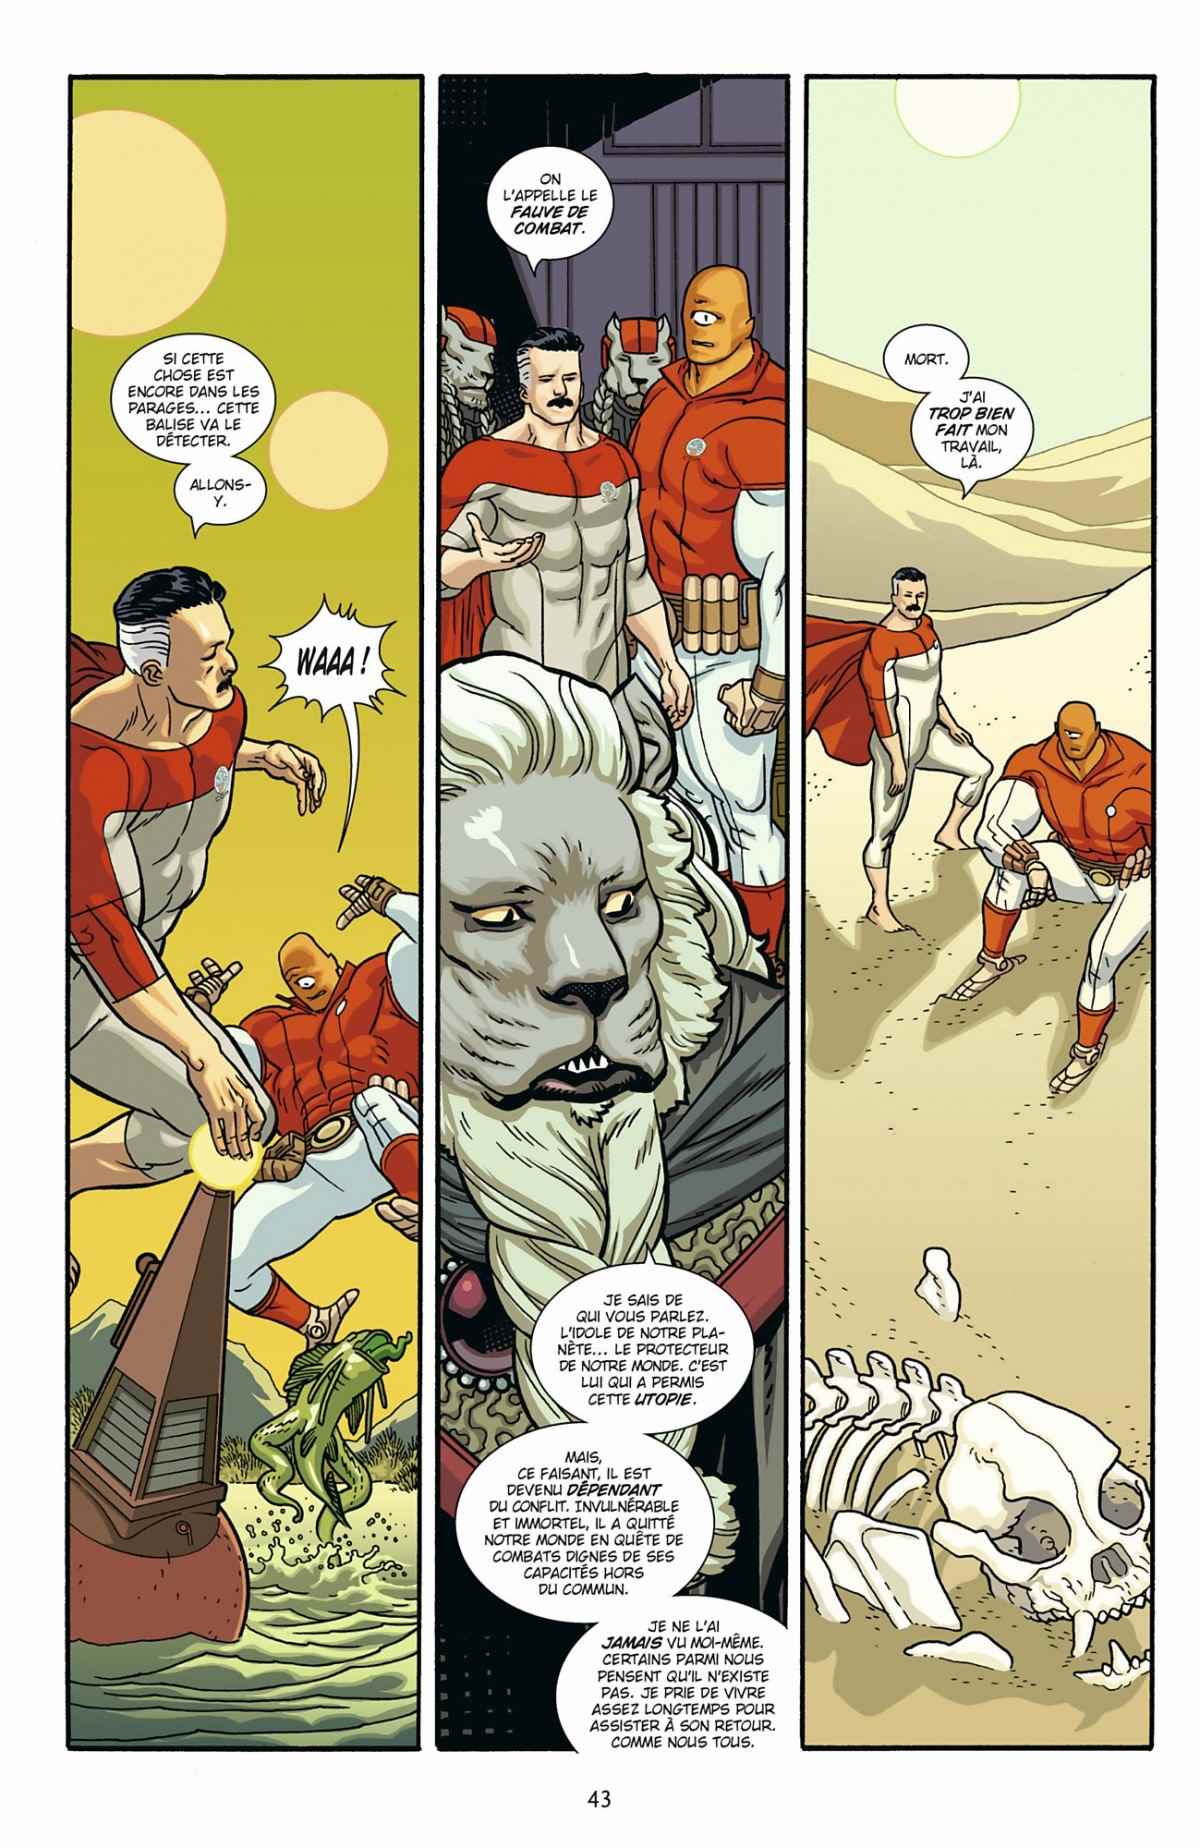 SI CETTE
CHOSE EST
ENCORE DANS LES
PARAGES... CETTE
BALISE VA LE
DÉTECTER.
ALLONS-
Y.
WAAA !
ON
L'APPELLE LE
FAUVE DE
COMBAT.
JE SAIS DE
QUI VOUS PARLEZ.
L'IDOLE DE NOTRE PLA-
NÈTE... LE PROTECTEUR
DE NOTRE MONDE. C'EST
LUI QUI A PERMIS
CETTE UTOPIE.
MAIS,
CE FAISANT, IL EST
DEVENU DÉPENDANT
DU CONFLIT. INVULNÉRABLE
ET IMMORTEL, IL A QUITTÉ
NOTRE MONDE EN QUÊTE DE
COMBATS DIGNES DE SES
CAPACITÉS HORS
DU COMMUN.
JE NE L'AI
JAMAIS VU MOI-MÊME.
CERTAINS PARMI NOUS
PENSENT QU'IL N'EXISTE
PAS. JE PRIE DE VIVRE
ASSEZ LONGTEMPS POUR
ASSISTER À SON RETOUR.
COMME NOUS TOUS.
MORT.
J'AI
TROP BIEN
FAIT MON
TRAVAIL,
LÀ.
43